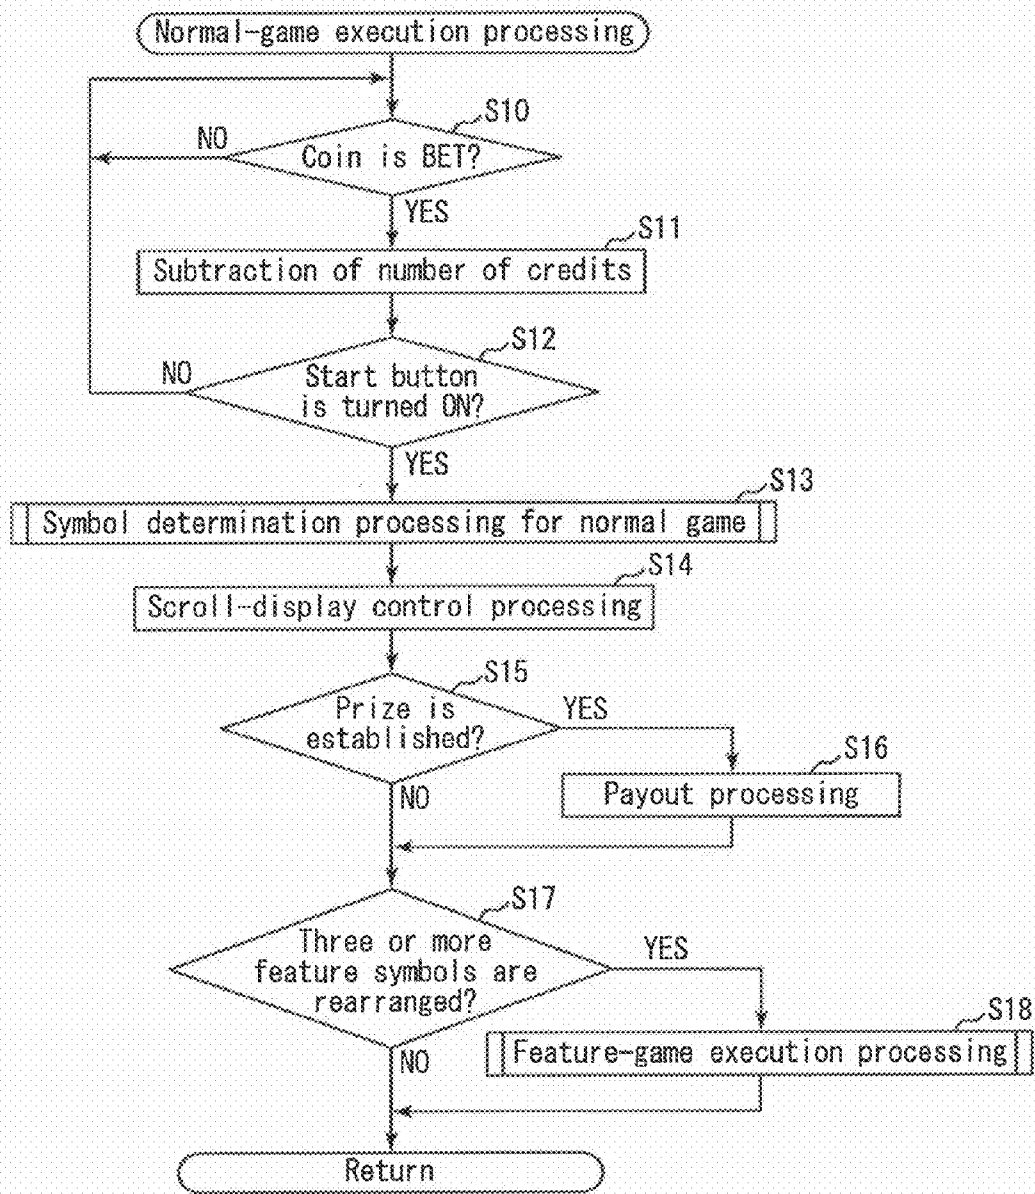 Normal-game execution processing
S10
NO
Coin is BET?
YES
S11
Subtraction of number of credits
S12
NO
Start button
is turned ON?
YES
S13
Symbol determination processing for normal game
S14
Scroll-display control processing
S15
Prize is
established?
YES
S16
NO
Payout processing
S17
Three or more
feature symbols are
rearranged?
YES
S18
NO
Feature-game execution processing
Return